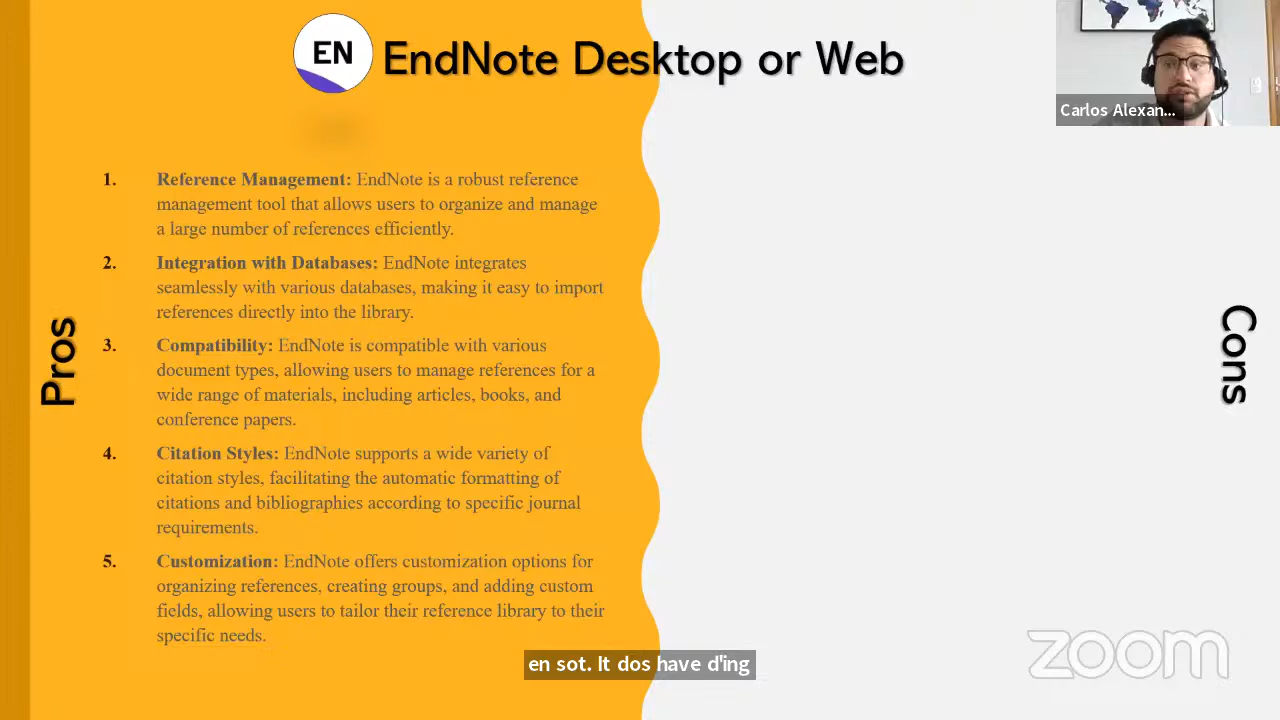 EN EndNote Desktop or Web
Carlos Alexan...
Pros
1. Reference Management: EndNote is a robust reference
management tool that allows users to organize and manage
a large number of references efficiently.
2. Integration with Databases: EndNote integrates
seamlessly with various databases, making it easy to import
references directly into the library.
3. Compatibility: EndNote is compatible with various
document types, allowing users to manage references for a
wide range of materials, including articles, books, and
conference papers.
4. Citation Styles: EndNote supports a wide variety of
citation styles, facilitating the automatic formatting of
citations and bibliographies according to specific journal
requirements.
5. Customization: EndNote offers customization options for
organizing references, creating groups, and adding custom
fields, allowing users to tailor their reference library to their
specific needs.
Cons
en sot. It dos have d'ing
zoom